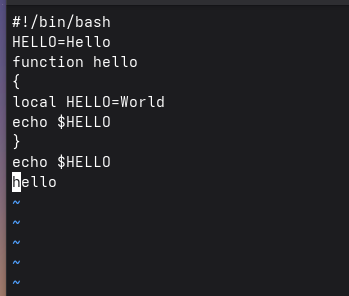 #!/bin/bash
HELLO=Hello
function hello
{
local HELLO=World
echo $HELLO
}
echo $HELLO
hello
~
~
~
~
~